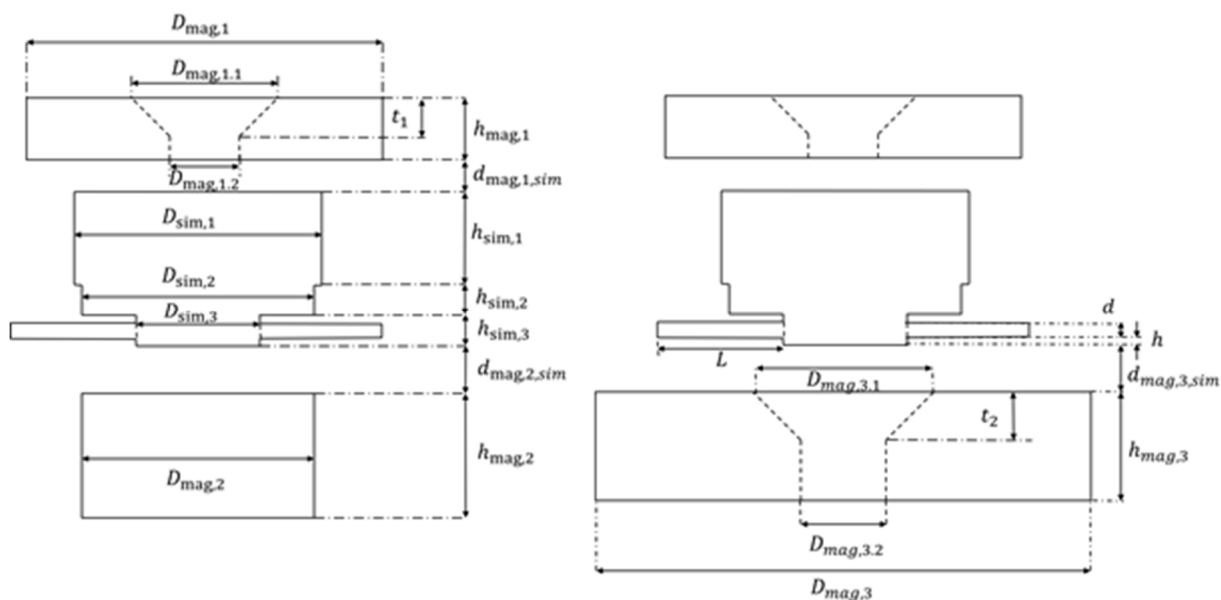 D_mag,1
D_mag,1.1
t_1
h_mag,1
D_mag,1.2
d_mag,1,sim
D_sim,1
h_sim,1
D_sim,2
h_sim,2
D_sim,3
h_sim,3
d_mag,2,sim
D_mag,2
h_mag,2
d
h
L
D_mag,3.1
d_mag,3,sim
t_2
h_mag,3
D_mag,3.2
D_mag,3